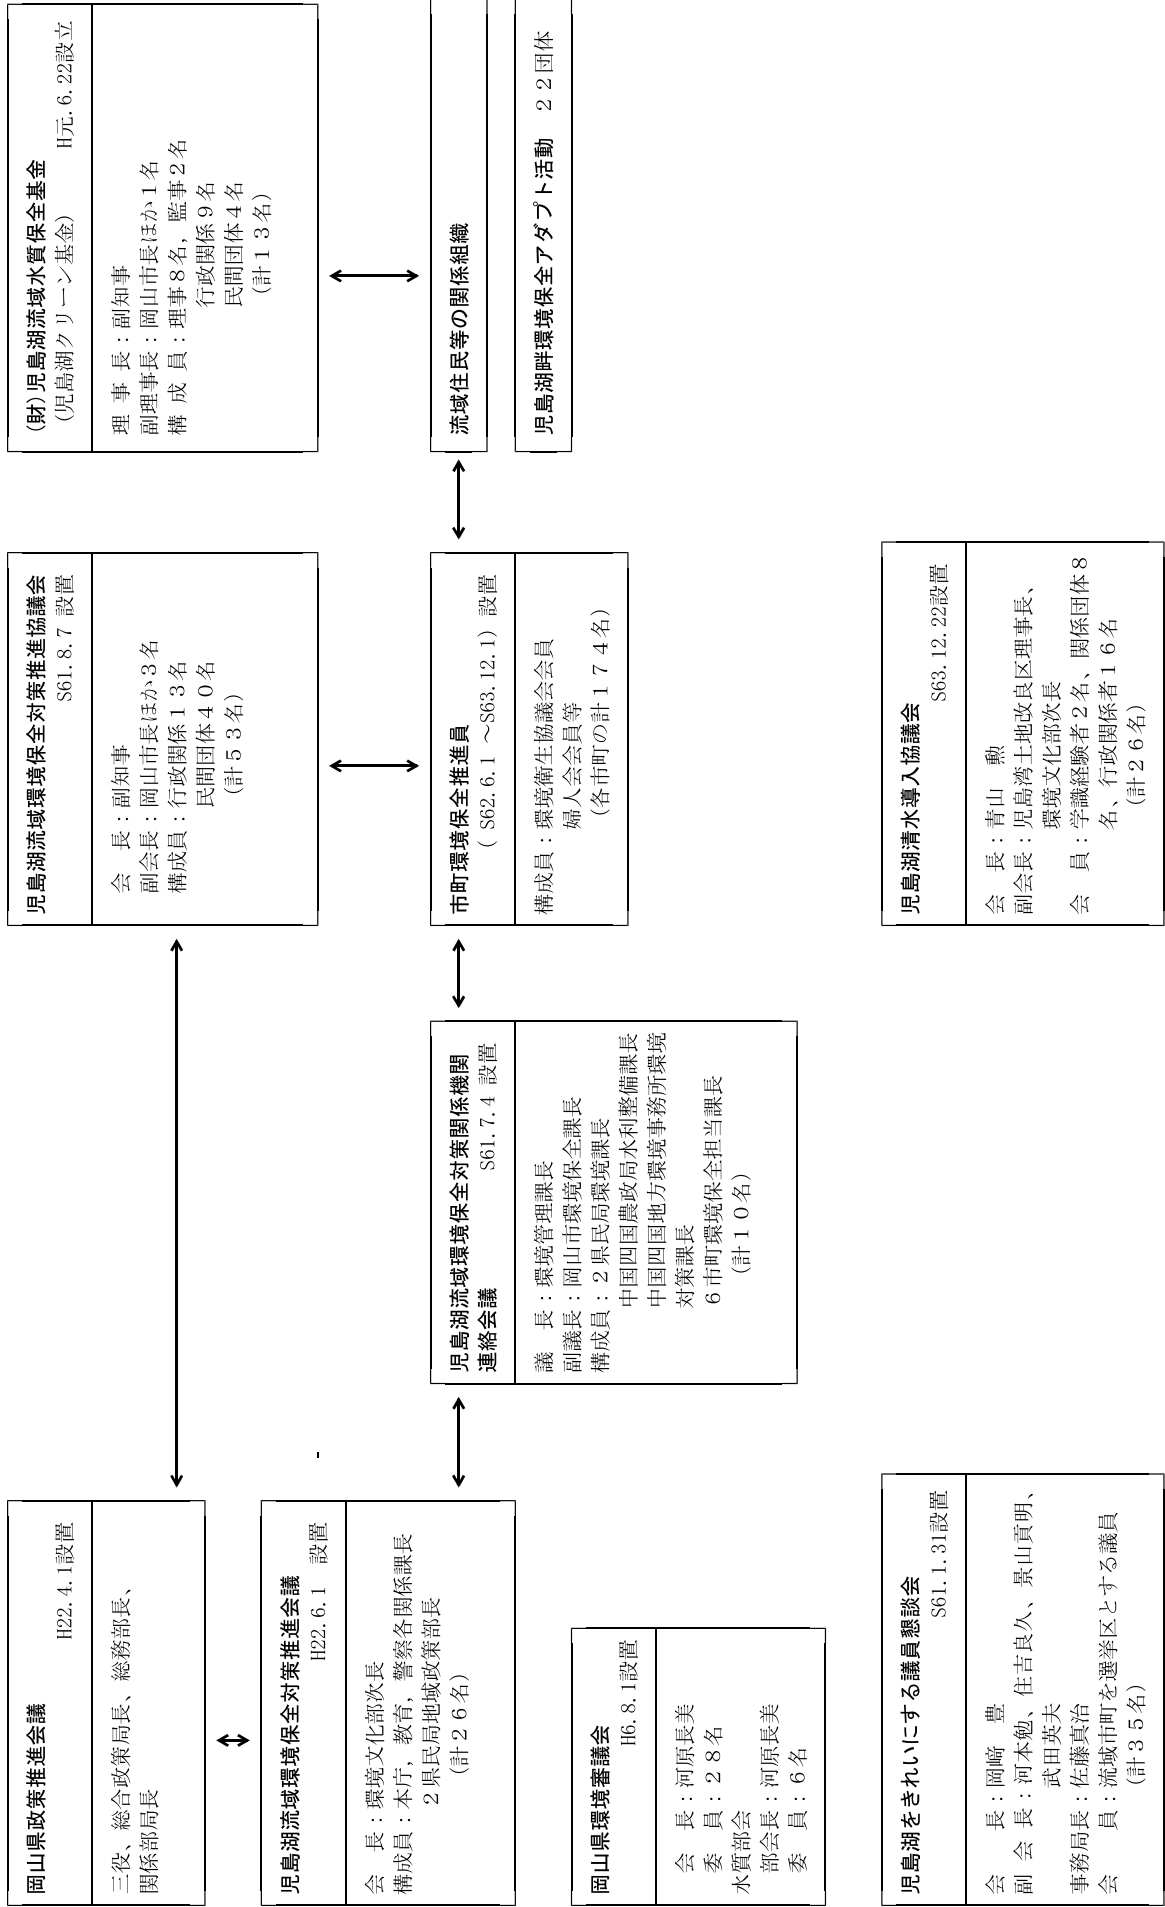 岡山県政策推進会議
H22.4.1設置
三役、総合政策局長、総務部長、
関係部局長
児島湖流域環境保全対策推進会議
H22.6.1　設置
会　長：環境文化部次長
構成員：本庁，教育，警察各関係課長
２県民局地域政策部長
（計２６名）
岡山県環境審議会
H6.8.1設置
会　長：河原長美
委　員：２８名
水質部会
部会長：河原長美
委　員：６名
児島湖をきれいにする議員懇談会
S61.1.31設置
会　　長：岡﨑　豊
副 会 長：河本勉、住吉良久、景山貢明、
武田英夫
事務局長：佐藤真治
会　　員：流域市町を選挙区とする議員
（計３５名）
児島湖流域環境保全対策関係機関
連絡会議　　　　　　S61.7.4 設置
議　長：環境管理課長
副議長：岡山市環境保全課長
構成員：２県民局環境課長
中国四国農政局水利整備課長
中国四国地方環境事務所環境
対策課長
６市町環境保全担当課長
（計１０名）
児島湖流域環境保全対策推進協議会
S61.8.7 設置
会　長：副知事
副会長：岡山市長ほか３名
構成員：行政関係１３名
民間団体４０名
（計５３名）
市町環境保全推進員
( S62.6.1 ～S63.12.1) 設置
構成員：環境衛生協議会会員
婦人会会員等
（各市町の計１７４名）
児島湖清水導入協議会
S63.12.22設置
会　長：青山　勲
副会長：児島湾土地改良区理事長、
環境文化部次長
会　員：学識経験者２名、関係団体８
名、行政関係者１６名
（計２６名）
(財)児島湖流域水質保全基金
（児島湖クリーン基金）　　H元.6.22設立
理 事 長：副知事
副理事長：岡山市長ほか１名
構 成 員：理事８名，監事２名
行政関係９名
民間団体４名
（計１３名）
流域住民等の関係組織
児島湖畔環境保全アダプト活動　２２団体